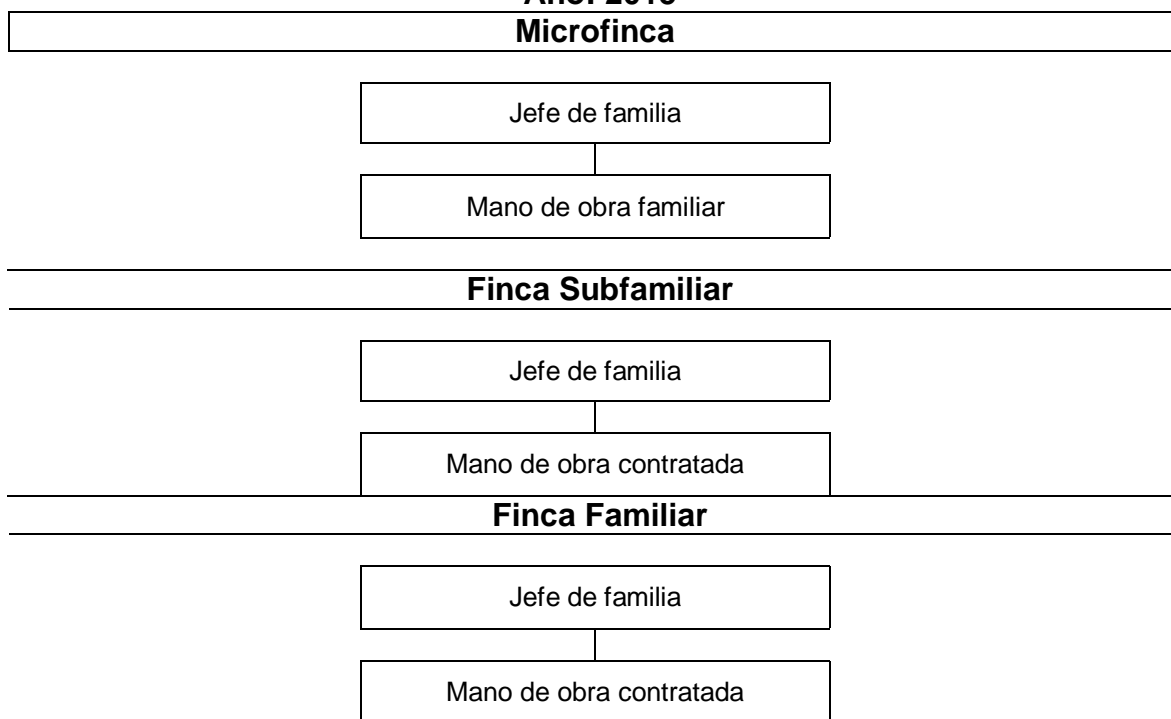 Microfinca
Jefe de familia
Mano de obra familiar
Finca Subfamiliar
Jefe de familia
Mano de obra contratada
Finca Familiar
Jefe de familia
Mano de obra contratada